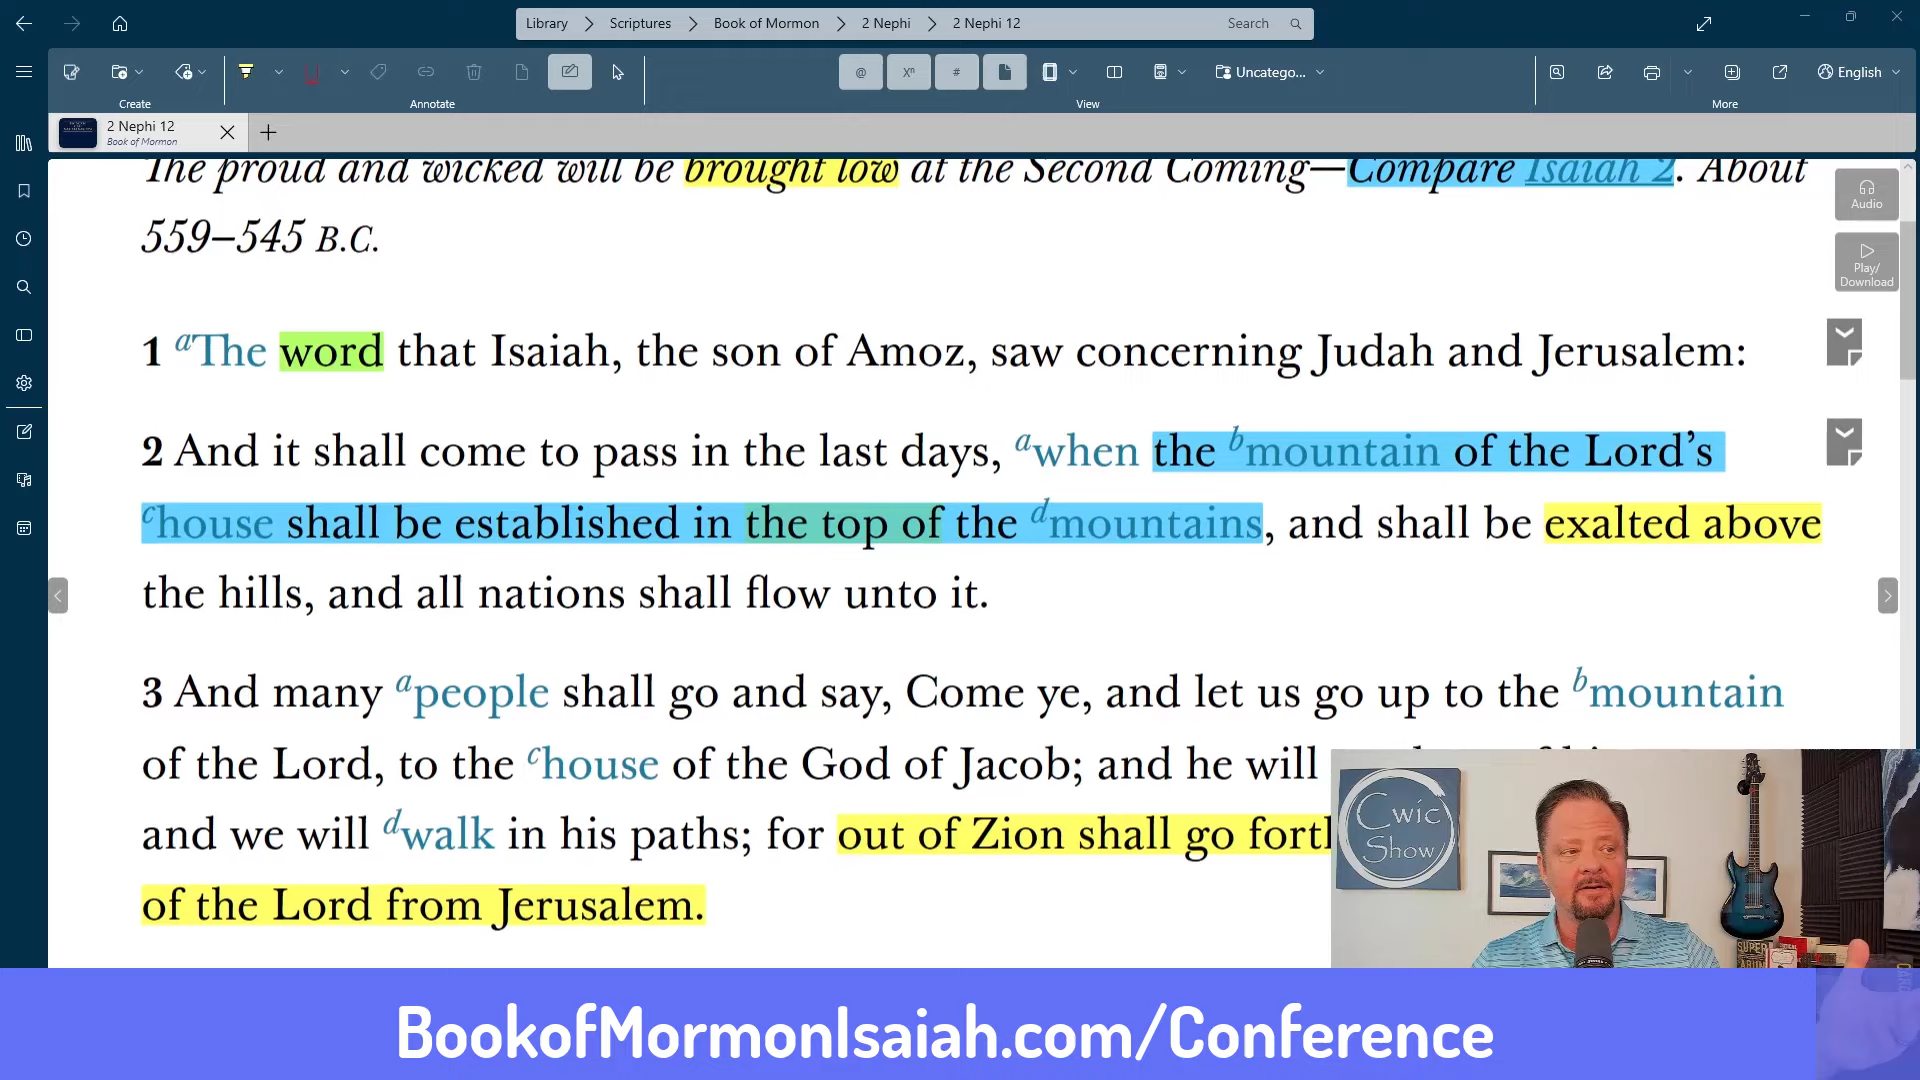 Library > Scriptures > Book of Mormon > 2 Nephi > 2 Nephi 12
Search
Uncatego...
English
Create
Annotate
View
More
2 Nephi 12
Book of Mormon
The proud and wicked will be brought low at the Second Coming—Compare Isaiah 2. About
559–545 B.C.
Audio
Play/
Download
1 aThe word that Isaiah, the son of Amoz, saw concerning Judah and Jerusalem:
2 And it shall come to pass in the last days, awhen the bmountain of the Lord’s
chouse shall be established in the top of the dmountains, and shall be exalted above
the hills, and all nations shall flow unto it.
3 And many apeople shall go and say, Come ye, and let us go up to the bmountain
of the Lord, to the chouse of the God of Jacob; and he will
and we will dwalk in his paths; for out of Zion shall go forth
of the Lord from Jerusalem.
Cwic
Show
SUPER
BookofMormonIsaiah.com/Conference